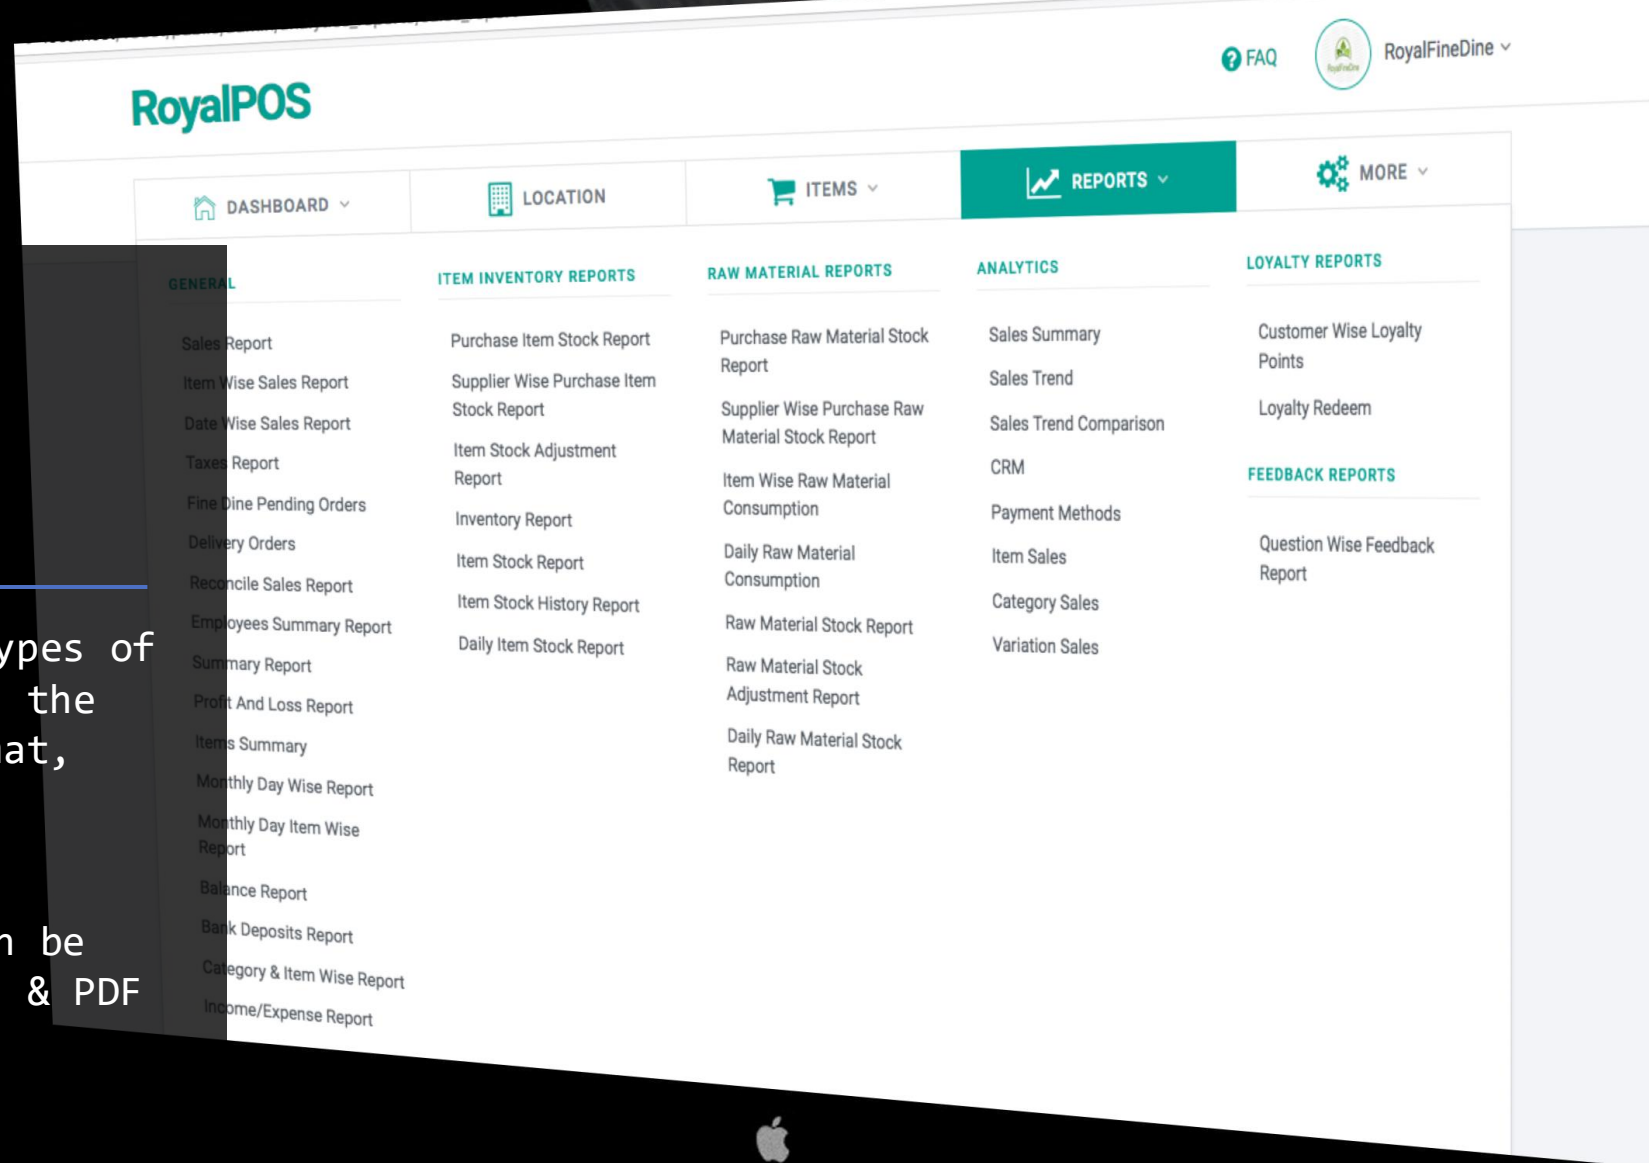 RoyalPOS
FAQ
RoyalFineDine
DASHBOARD
LOCATION
ITEMS
REPORTS
MORE
GENERAL
Sales Report
Item Wise Sales Report
Date Wise Sales Report
Taxes Report
Fine Dine Pending Orders
Delivery Orders
Reconcile Sales Report
Employees Summary Report
Summary Report
Profit And Loss Report
Items Summary
Monthly Day Wise Report
Monthly Day Item Wise
Report
Balance Report
Bank Deposits Report
Category & Item Wise Report
Income/Expense Report
ITEM INVENTORY REPORTS
Purchase Item Stock Report
Supplier Wise Purchase Item
Stock Report
Item Stock Adjustment
Report
Inventory Report
Item Stock Report
Item Stock History Report
Daily Item Stock Report
RAW MATERIAL REPORTS
Purchase Raw Material Stock
Report
Supplier Wise Purchase Raw
Material Stock Report
Item Wise Raw Material
Consumption
Daily Raw Material
Consumption
Raw Material Stock Report
Raw Material Stock
Adjustment Report
Daily Raw Material Stock
Report
ANALYTICS
Sales Summary
Sales Trend
Sales Trend Comparison
CRM
Payment Methods
Item Sales
Category Sales
Variation Sales
LOYALTY REPORTS
Customer Wise Loyalty
Points
Loyalty Redeem
FEEDBACK REPORTS
Question Wise Feedback
Report
of
the
be
& PDF